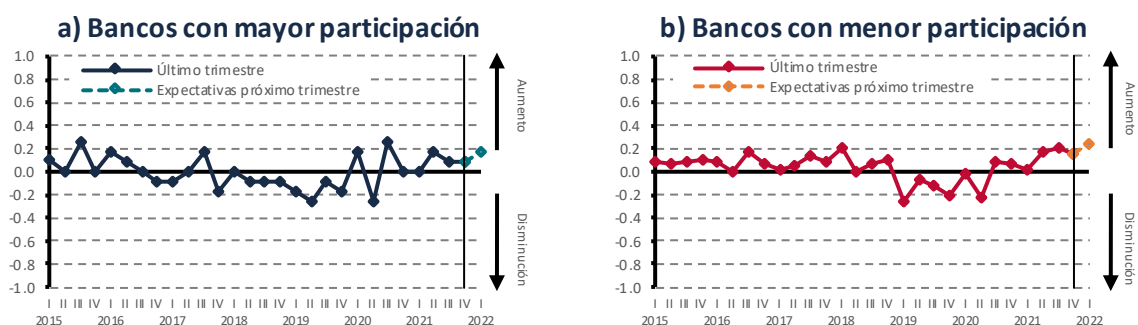 a) Bancos con mayor participación
1.0
0.8
0.6
0.4
0.2
0.0
-0.2
-0.4
-0.6
-0.8
-1.0
Último trimestre
Expectativas próximo trimestre
Aumento
Disminución
I II III IV I II III IV I II III IV I II III IV I II III IV I II III IV I II III IV I
2015 2016 2017 2018 2019 2020 2021 2022
b) Bancos con menor participación
1.0
0.8
0.6
0.4
0.2
0.0
-0.2
-0.4
-0.6
-0.8
-1.0
Último trimestre
Expectativas próximo trimestre
Aumento
Disminución
I II III IV I II III IV I II III IV I II III IV I II III IV I II III IV I II III IV I
2015 2016 2017 2018 2019 2020 2021 2022